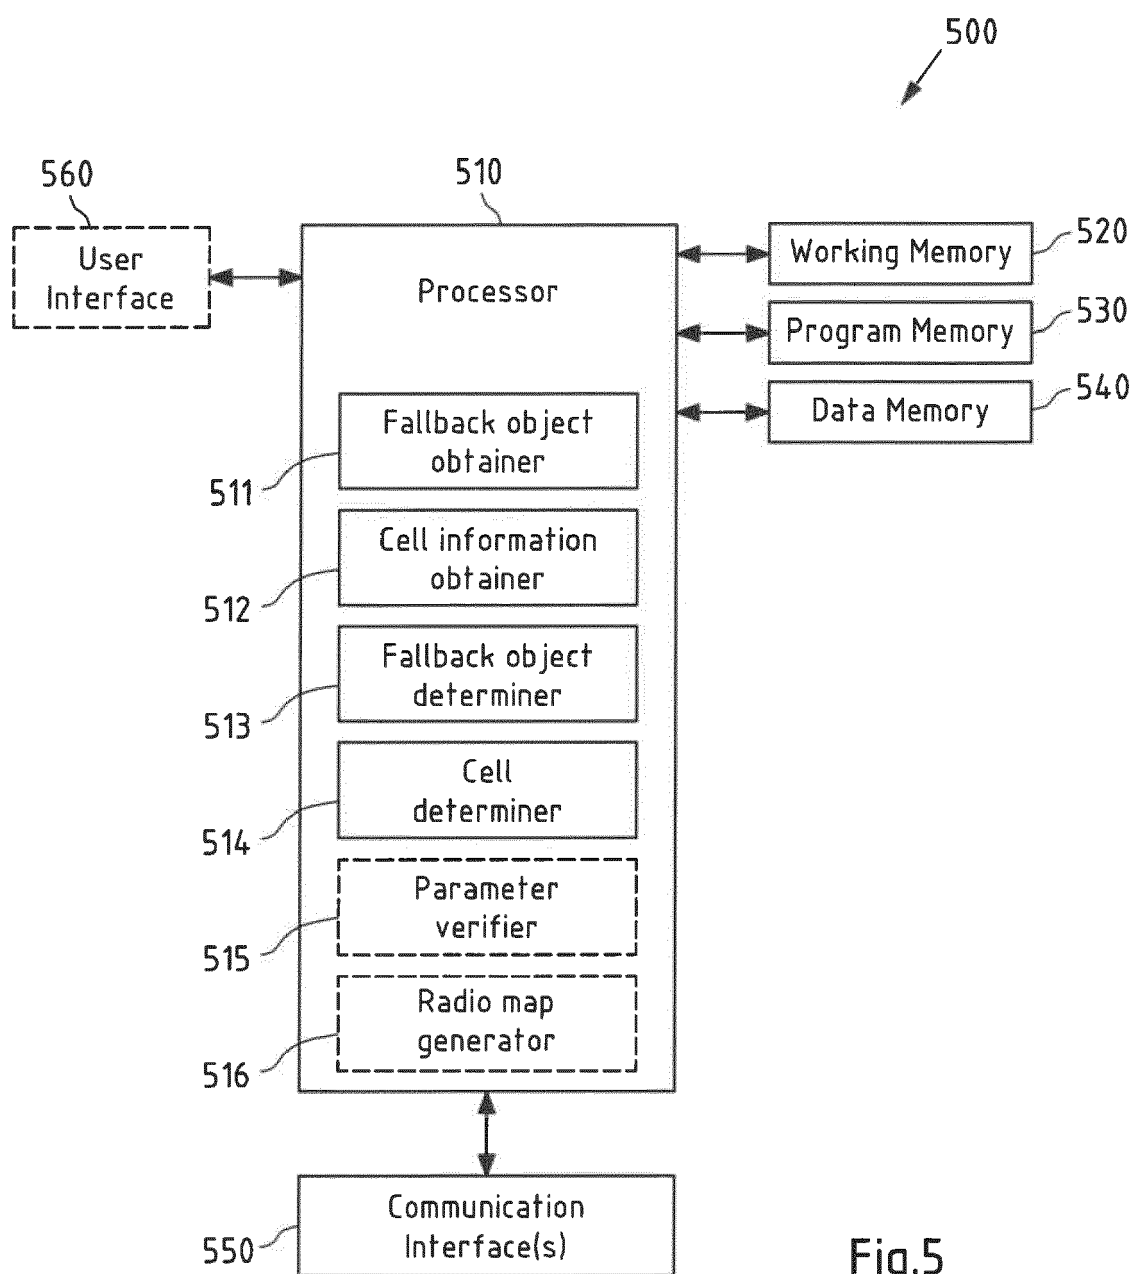 500
560
510
User
Interface
Processor
Working Memory
520
Program Memory
530
Data Memory
540
Fallback object
obtainer
511
Cell information
obtainer
512
Fallback object
determiner
513
Cell
determiner
514
Parameter
verifier
515
Radio map
generator
516
Communication
Interface(s)
550
Fig.5